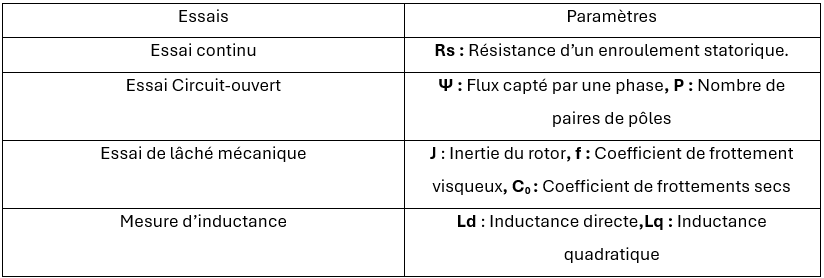 Essais
Paramètres
Essai continu
Rs : Résistance d’un enroulement statorique.
Essai Circuit-ouvert
Ψ : Flux capté par une phase, P : Nombre de
paires de pôles
Essai de lâché mécanique
J : Inertie du rotor, f : Coefficient de frottement
visqueux, C₀ : Coefficient de frottements secs
Mesure d’inductance
Ld : Inductance directe,Lq : Inductance
quadratique